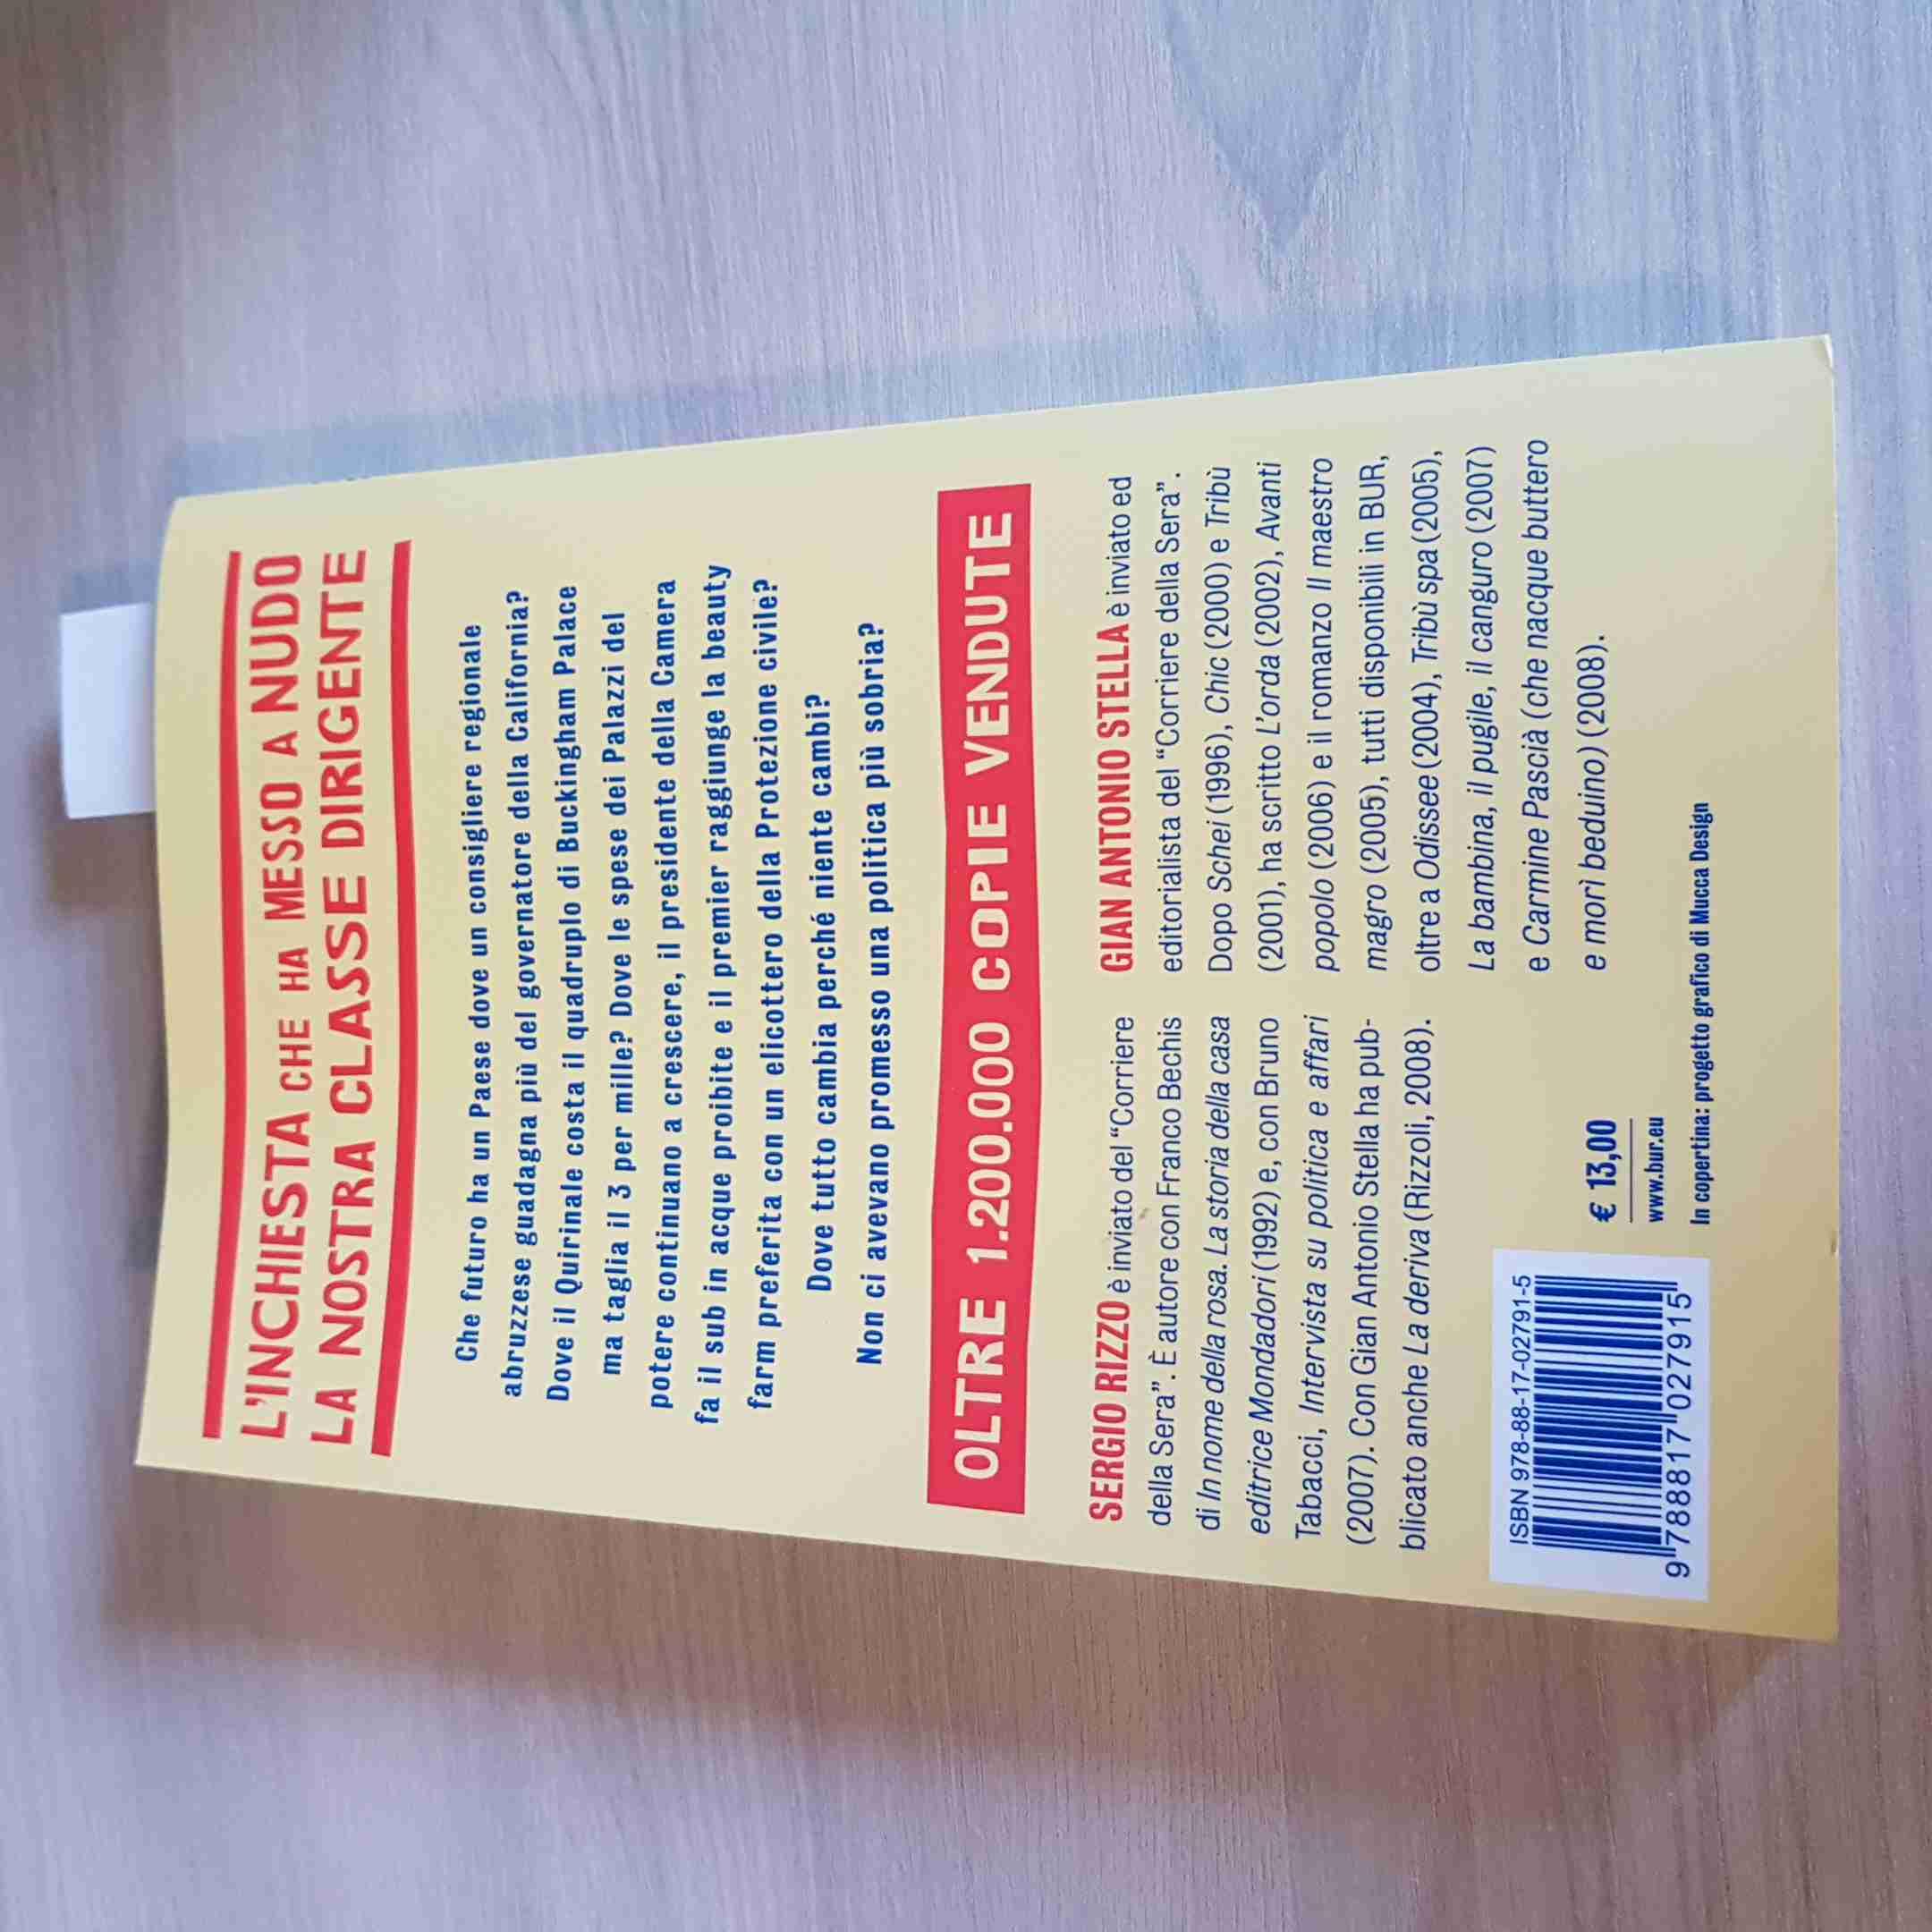 L'INCHIESTA CHE HA MESSO A NUDO
LA NOSTRA CLASSE DIRIGENTE
Che futuro ha un Paese dove un consigliere regionale
abruzzese guadagna più del governatore della California?
Dove il Quirinale costa il quadruplo di Buckingham Palace
ma taglia il 3 per mille? Dove le spese dei Palazzi del
potere continuano a crescere, il presidente della Camera
fa il sub in acque proibite e il premier raggiunge la beauty
farm preferita con un elicottero della Protezione civile?
Dove tutto cambia perché niente cambi?
Non ci avevano promesso una politica più sobria?
OLTRE 1.200.000 COPIE VENDUTE
SERGIO RIZZO è inviato del "Corriere
della Sera". È autore con Franco Bechis
di In nome della rosa. La storia della casa
editrice Mondadori (1992) e, con Bruno
Tabacci, Intervista su politica e affari
(2007). Con Gian Antonio Stella ha pub-
blicato anche La deriva (Rizzoli, 2008).
GIAN ANTONIO STELLA è inviato ed
editorialista del "Corriere della Sera".
Dopo Schei (1996), Chic (2000) e Tribù
(2001), ha scritto L'orda (2002), Avanti
popolo (2006) e il romanzo Il maestro
magro (2005), tutti disponibili in BUR,
oltre a Odissee (2004), Tribù spa (2005),
La bambina, il pugile, il canguro (2007)
e Carmine Pascià (che nacque buttero
e morì beduino) (2008).
ISBN 978-88-17-02791-5
9 788817 027915
€ 13,00
www.bur.eu
In copertina: progetto grafico di Mucca Design